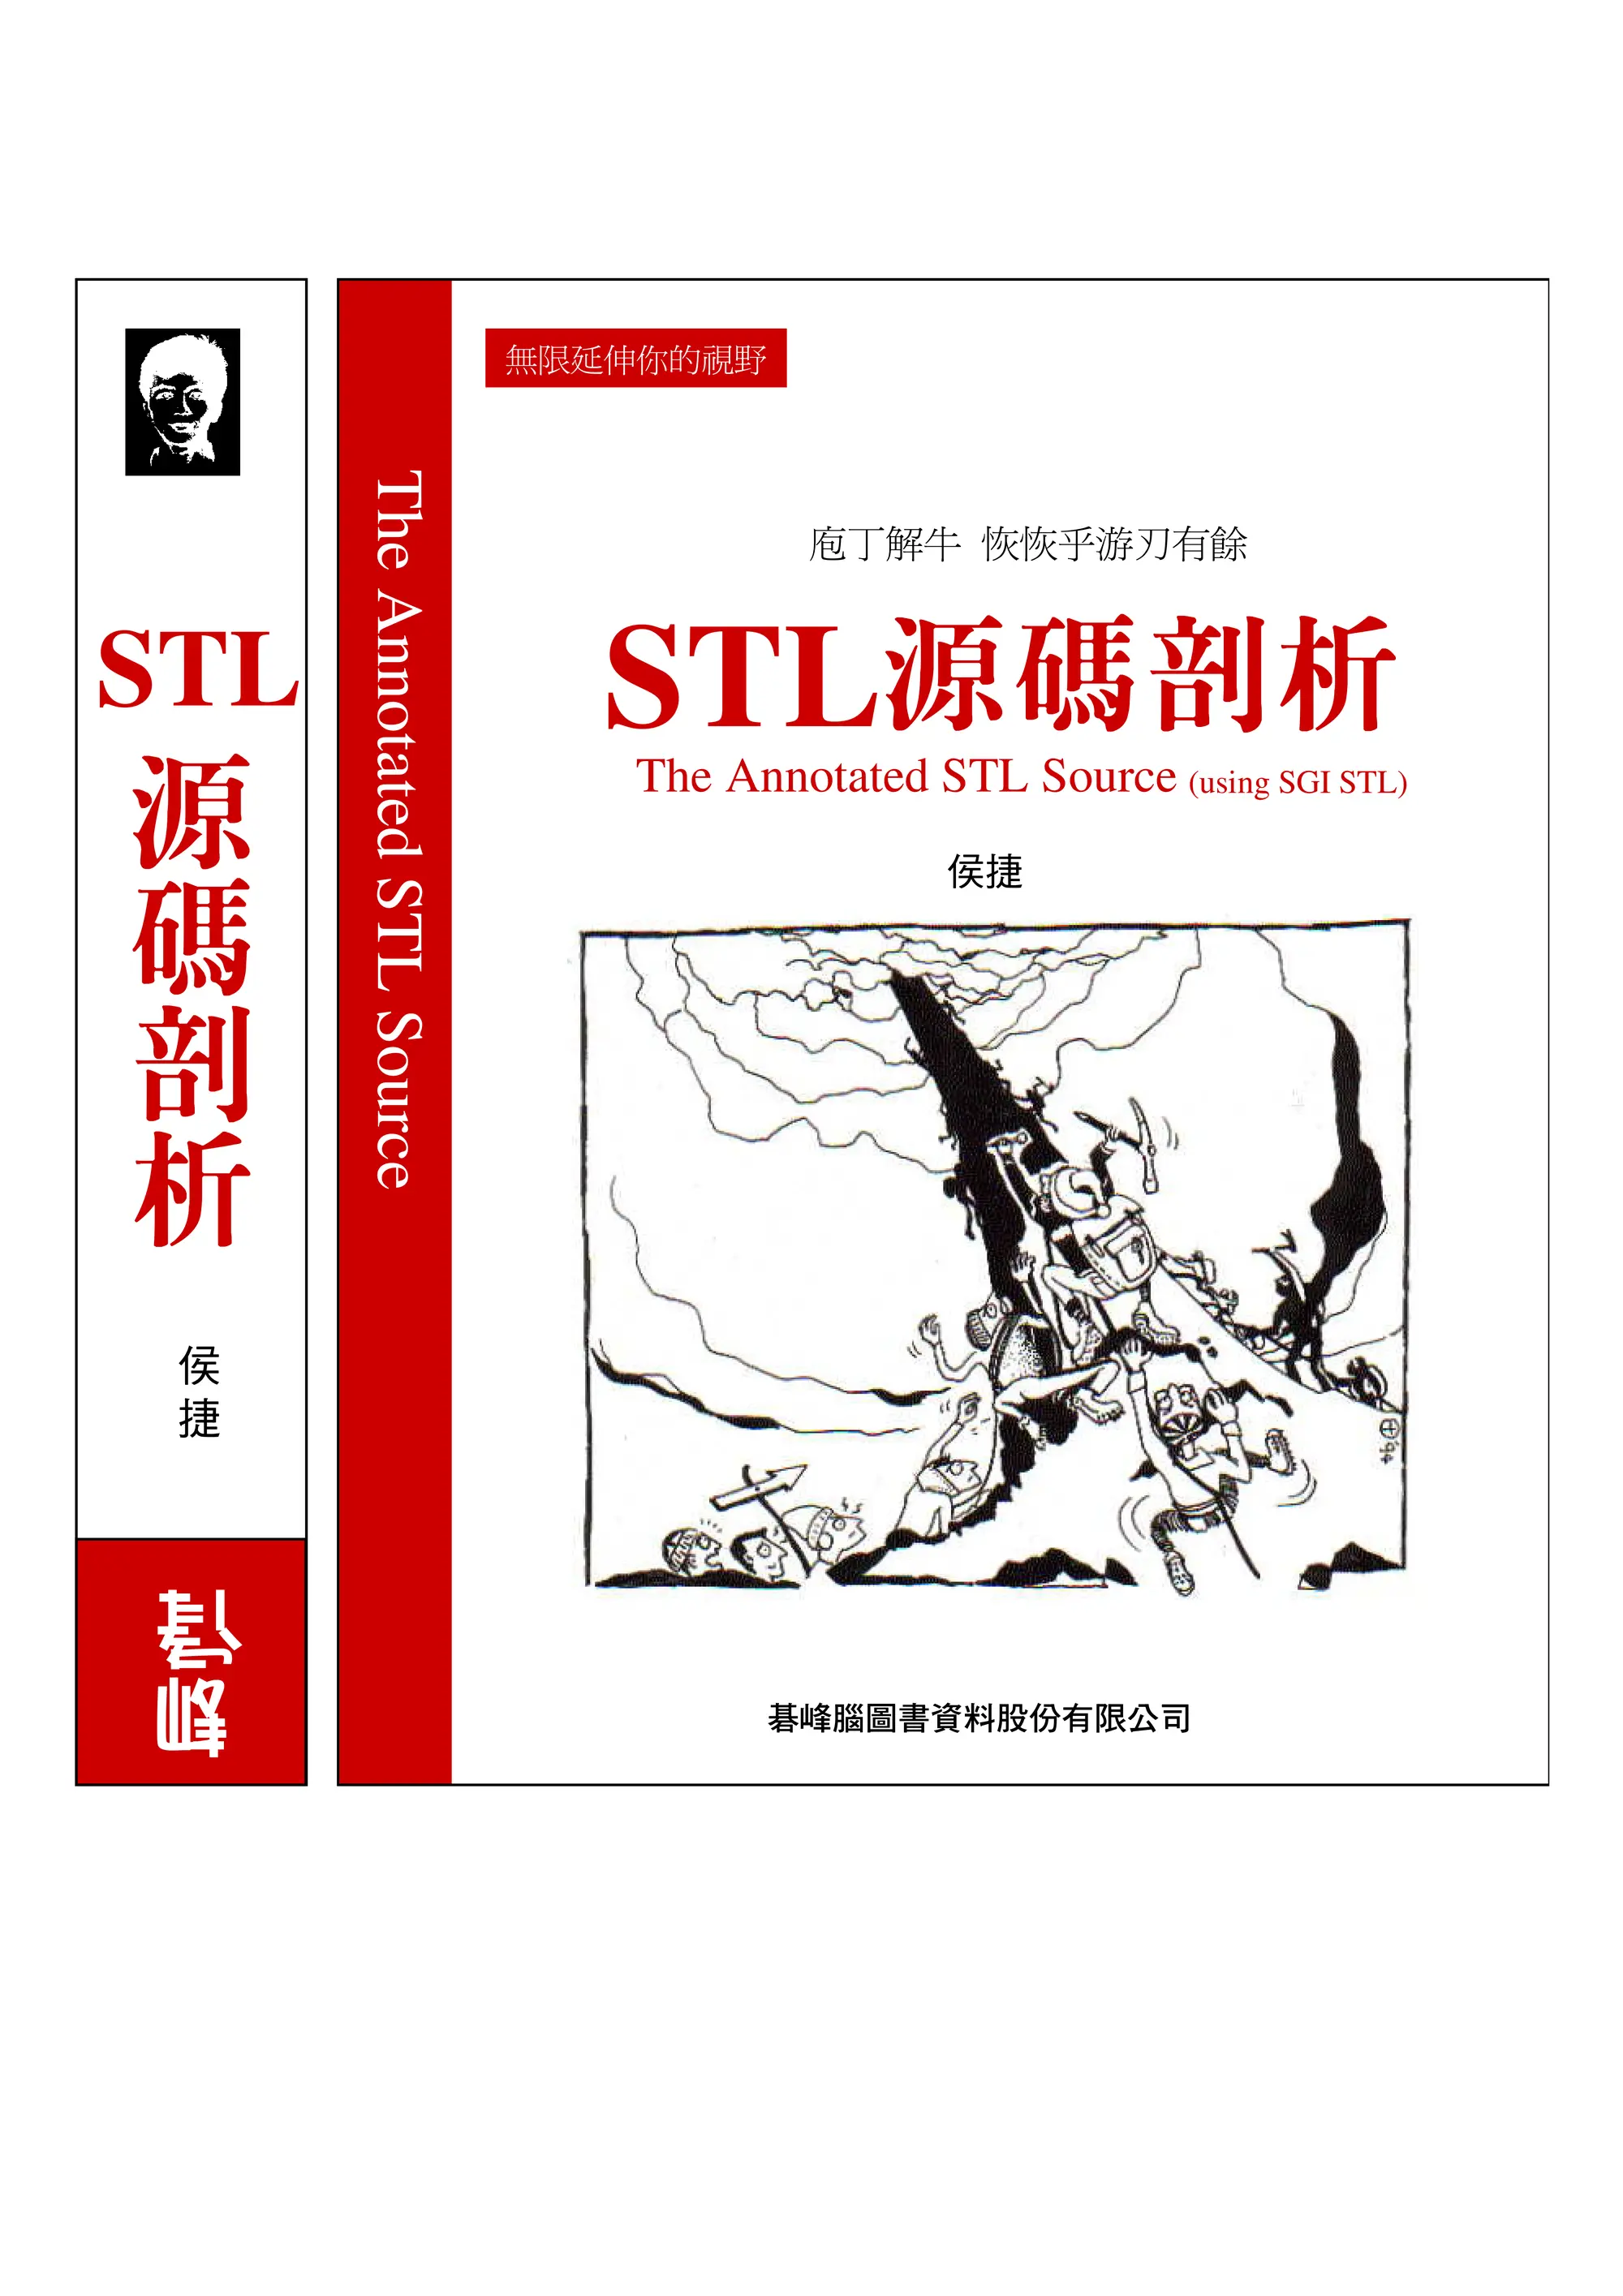 STL
源
碼
剖
析
侯
捷
碁
峰
The Annotated STL Source
無限延伸你的視野
庖丁解牛 恢恢乎游刃有餘
STL源碼剖析
The Annotated STL Source (using SGI STL)
侯捷
'94
碁峰腦圖書資料股份有限公司